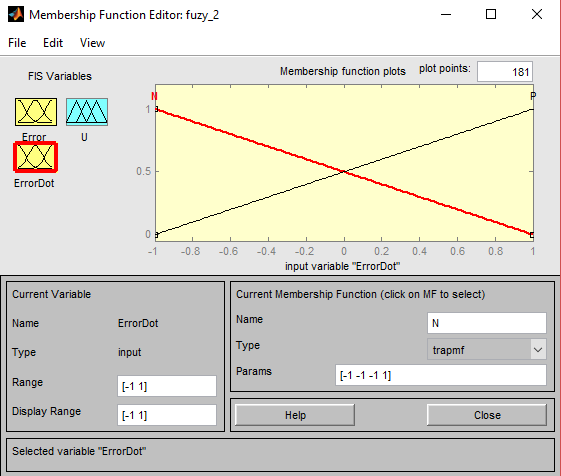 Membership Function Editor: fuzy_2
File Edit View
FIS Variables
Membership function plots plot points: 181
N P
Error U
ErrorDot
1
0.5
0
-1 -0.8 -0.6 -0.4 -0.2 0 0.2 0.4 0.6 0.8 1
input variable "ErrorDot"
Current Variable
Name ErrorDot
Type input
Range [-1 1]
Display Range [-1 1]
Current Membership Function (click on MF to select)
Name N
Type trapmf
Params [-1 -1 -1 1]
Help Close
Selected variable "ErrorDot"